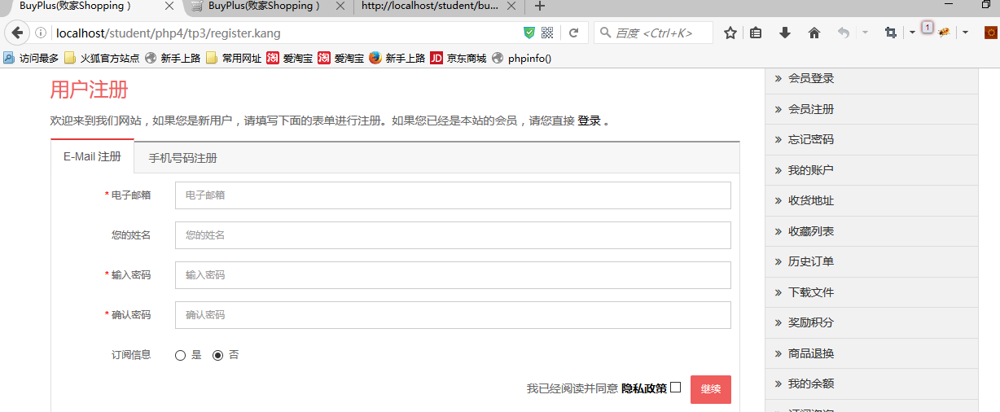 BuyPlus(败家Shopping ) BuyPlus(败家Shopping ) http://localhost/student/bu...
localhost/student/php4/tp3/register.kang 百度 <Ctrl+K> 1
访问最多 火狐官方站点 新手上路 常用网址 淘 爱淘宝 淘 爱淘宝 新手上路 JD 京东商城 phpinfo()
用户注册
欢迎来到我们网站，如果您是新用户，请填写下面的表单进行注册。如果您已经是本站的会员，请您直接 登录 。
E-Mail 注册 手机号码注册
* 电子邮箱 电子邮箱
您的姓名 您的姓名
* 输入密码 输入密码
* 确认密码 确认密码
订阅信息 是 否
我已经阅读并同意 隐私政策 继续
» 会员登录
» 会员注册
» 忘记密码
» 我的账户
» 收货地址
» 收藏列表
» 历史订单
» 下载文件
» 奖励积分
» 商品退换
» 我的余额